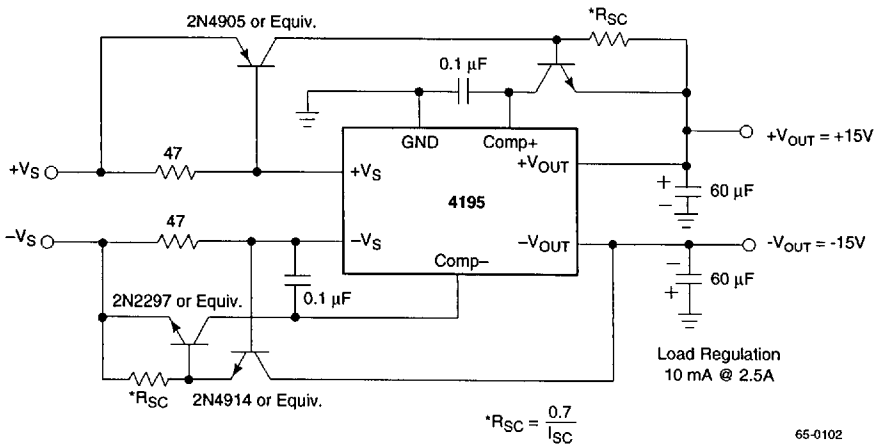 2N4905 or Equiv.
*RSC
0.1 µF
GND
Comp+
+VS
47
+VS
+VOUT
+VOUT = +15V
4195
+
–
60 µF
–VS
47
–VS
–VOUT
-VOUT = -15V
Comp–
–
+
60 µF
2N2297 or Equiv.
0.1 µF
*RSC
2N4914 or Equiv.
Load Regulation
10 mA @ 2.5A
*RSC = 0.7
ISC
65-0102